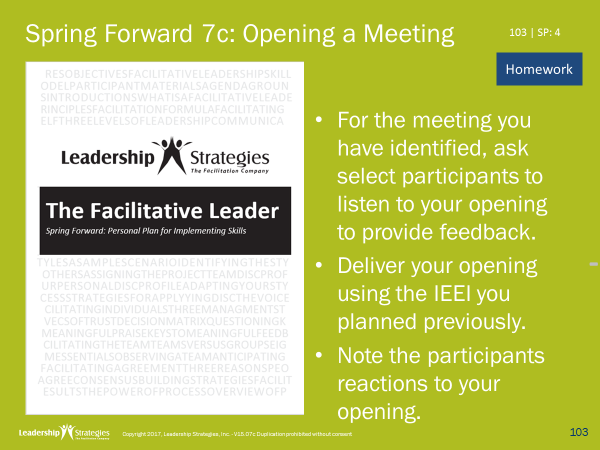 Spring Forward 7c: Opening a Meeting
103 | SP: 4
Homework
RESOBJECTIVESFACILITATIVELEADERSHIPSKILL
ODELPARTICIPANTMATERIALSAGENDAGROUN
SINTRODUCTIONSWHATISAFACILITATIVELEADE
RINCIPLESFACILITATIONFORMULAFACILITATING
ELFTHREELEVELSOFLEADERSHIPCOMMUNICA
Leadership Strategies
The Facilitation Company
The Facilitative Leader
Spring Forward: Personal Plan for Implementing Skills
TYLESASAMPLESCENARIOIDENTIFYINGTHESTY
OTHERSASSIGNINGTHEPROJECTTEAMDISCPROF
URPERSONALDISCPROFILEADAPTINGYOURSTY
CESSSTRATEGIESFORAPPLYINGDISCTHEVOICE
CILITATINGINDIVIDUALSTHREEMANAGMENTST
VECSOFTRUSTDECISIONMATRIXQUESTIONINGK
MEANINGFULPRAISEKEYSTOMEANINGFULFEEDB
CILITATINGTHETEAMTEAMSVERSUSGROUPSEIG
MESSENTIALSOBSERVINGATEAMANTICIPATING
FACILITATINGAGREEMENTTHREEREASONSPEO
AGREECONSENSUSBUILDINGSTRATEGIESFACILIT
ESULTSTHEPOWEROFPROCESSOVERVIEWOFP
• For the meeting you
have identified, ask
select participants to
listen to your opening
to provide feedback.
• Deliver your opening
using the IEEI you
planned previously.
• Note the participants
reactions to your
opening.
Leadership Strategies
The Facilitation Company
Copyright 2017, Leadership Strategies, Inc. - V15.07c Duplication prohibited without consent
103